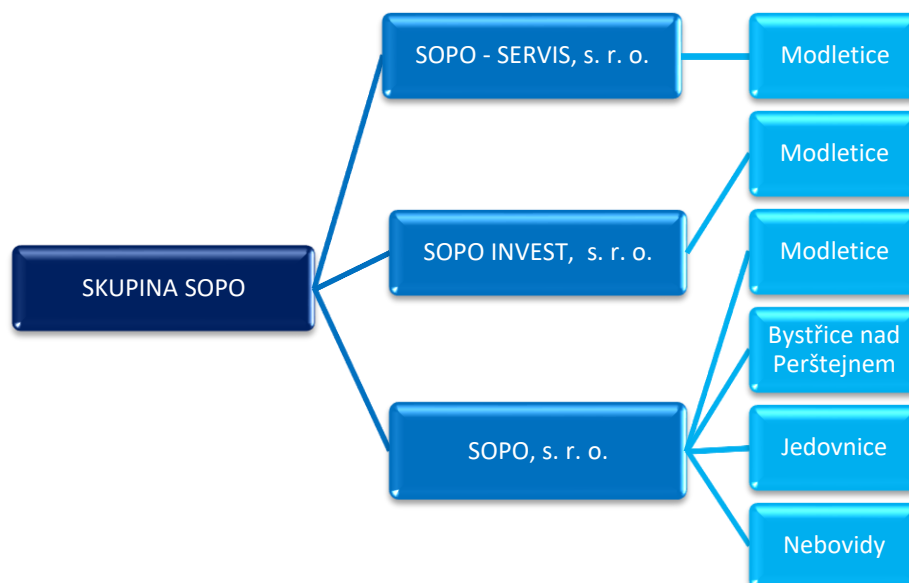 SKUPINA SOPO
SOPO - SERVIS, s. r. o.
Modletice
SOPO INVEST,  s. r. o.
Modletice
SOPO, s. r. o.
Modletice
Bystřice nad
Perštejnem
Jedovnice
Nebovidy